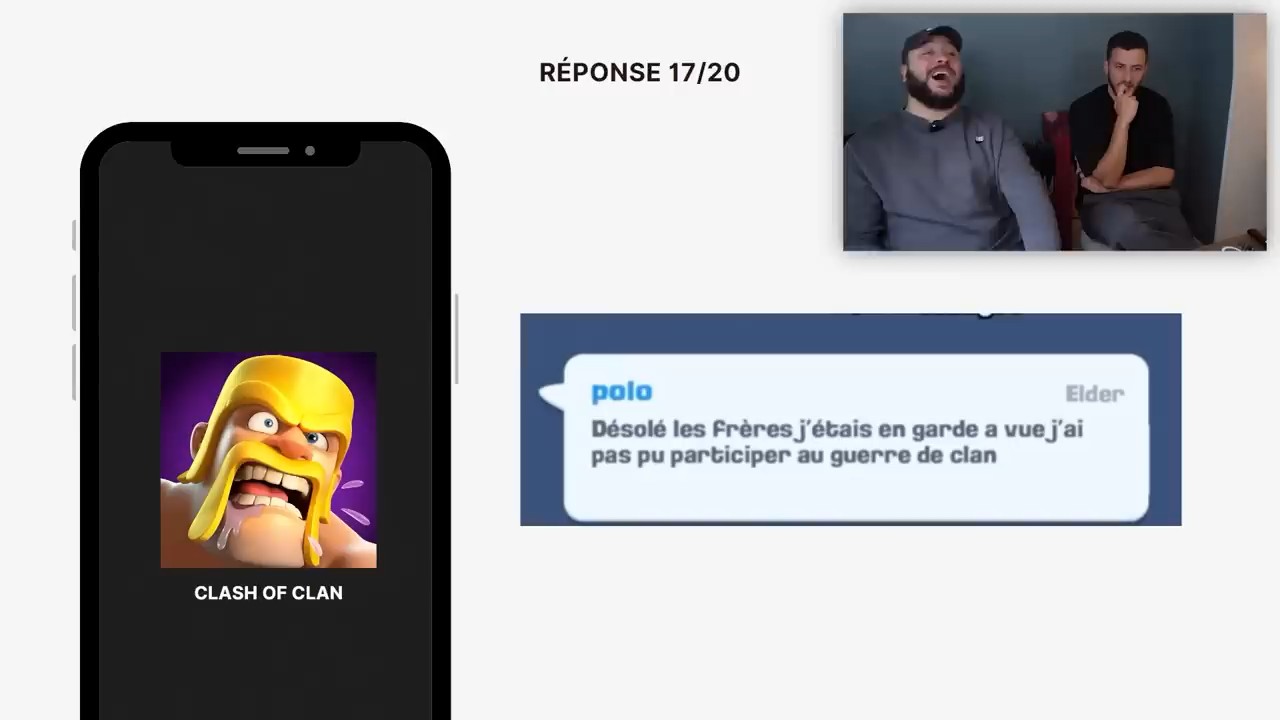 RÉPONSE 17/20
polo
Elder
Désolé les frères j'étais en garde a vue j'ai
pas pu participer au guerre de clan
CLASH OF CLAN